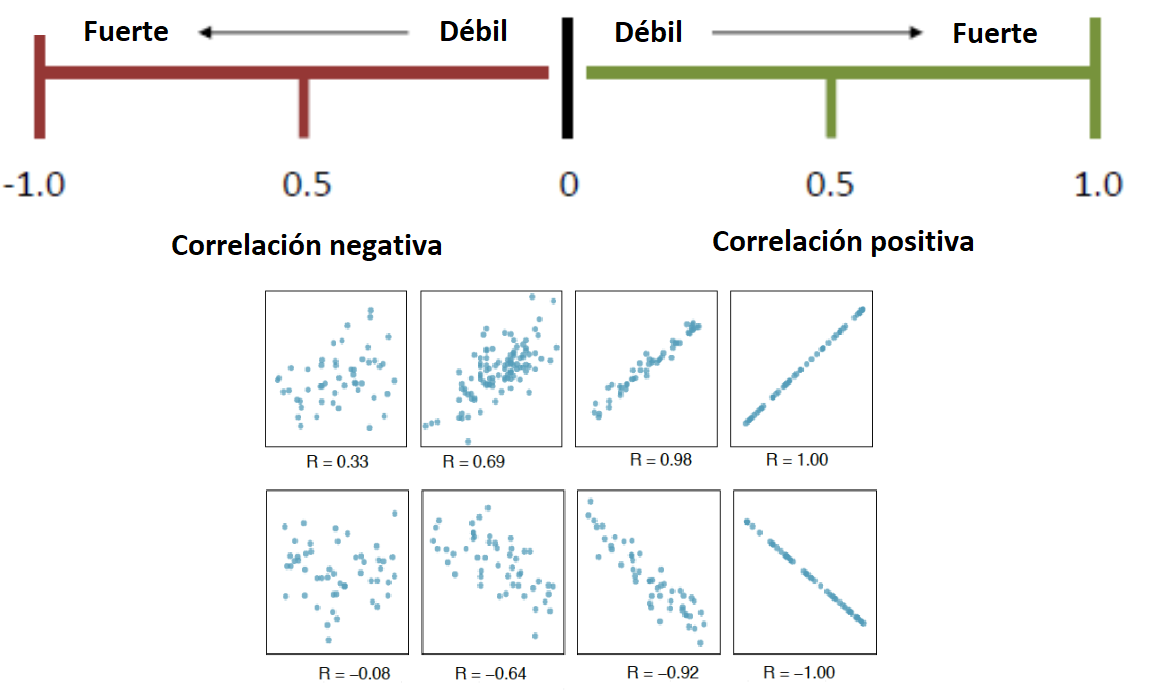 Fuerte Débil Débil Fuerte
-1.0 0.5 0 0.5 1.0
Correlación negativa Correlación positiva
R = 0.33 R = 0.69 R = 0.98 R = 1.00
R = −0.08 R = −0.64 R = −0.92 R = −1.00